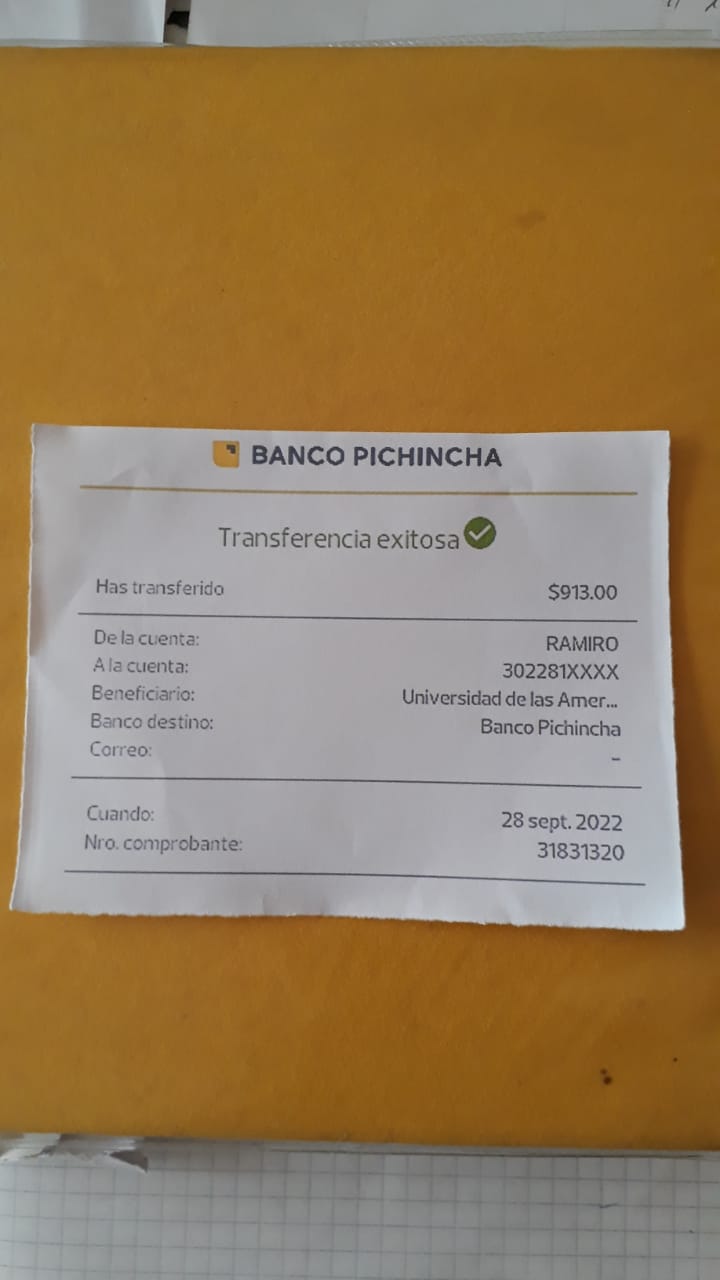 BANCO PICHINCHA
Transferencia exitosa
Has transferido $913.00
De la cuenta: RAMIRO
A la cuenta: 302281XXXX
Beneficiario: Universidad de las Amer...
Banco destino: Banco Pichincha
Correo: –
Cuando: 28 sept. 2022
Nro. comprobante: 31831320